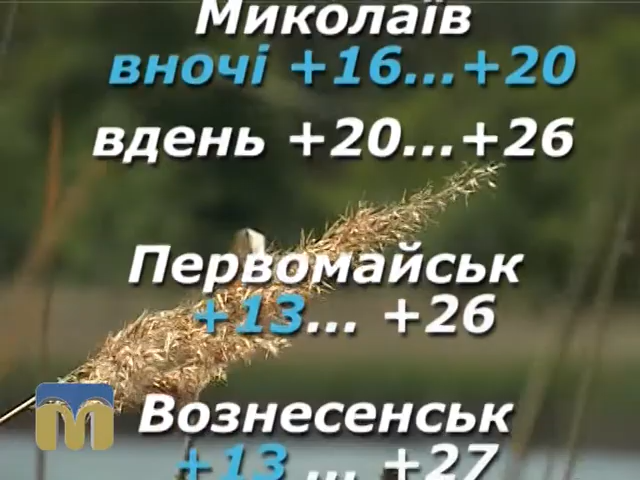 Миколаїв
вночі +16...+20
вдень +20...+26
Первомайськ
+13... +26
Вознесенськ
+13 ... +27